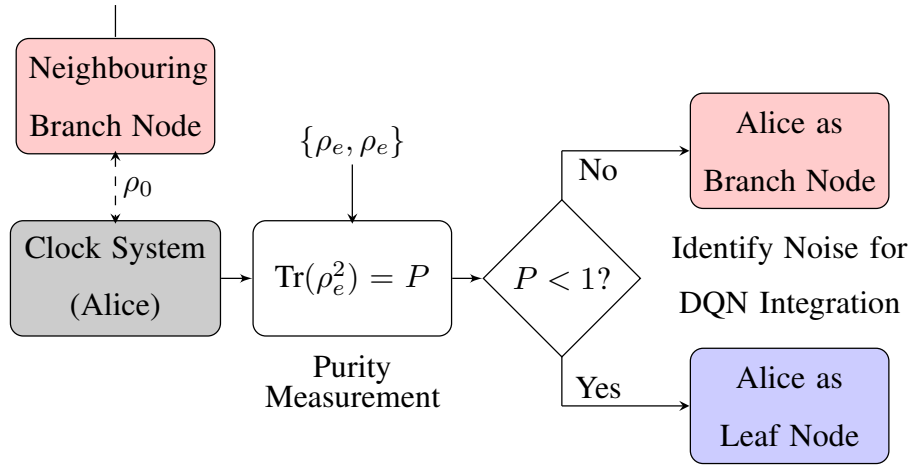 Neighbouring
Branch Node
ρ₀
Clock System
(Alice)
{ρₑ, ρₑ}
Tr(ρₑ²) = P
Purity
Measurement
P < 1?
No
Yes
Alice as
Branch Node
Identify Noise for
DQN Integration
Alice as
Leaf Node